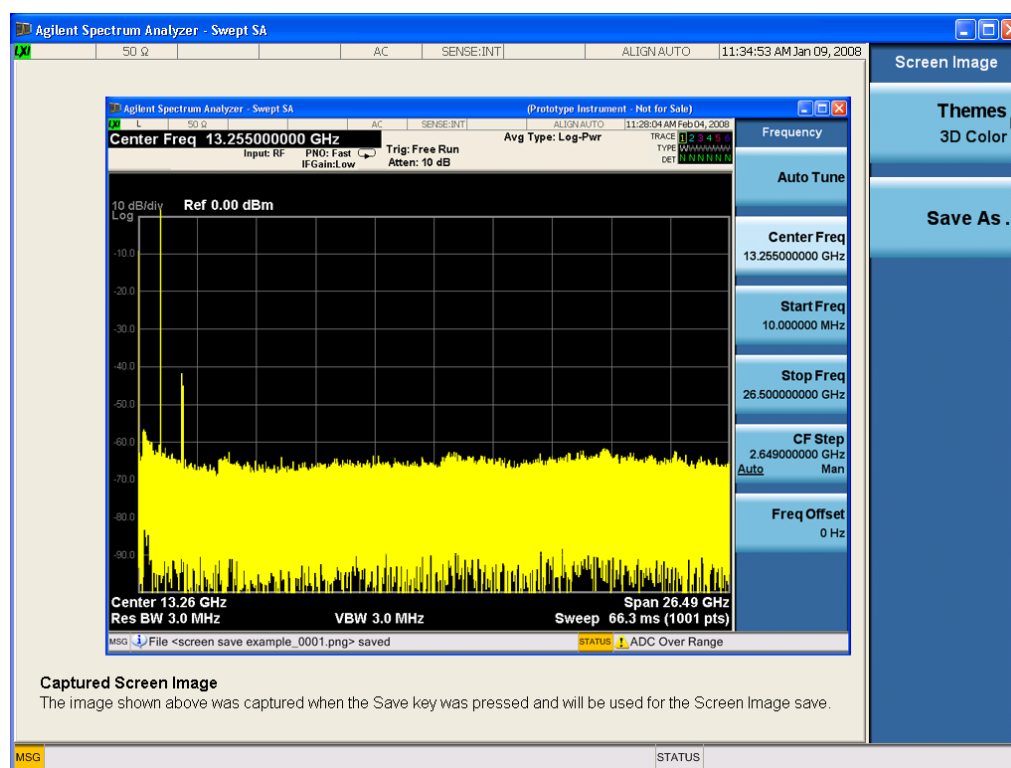 Agilent Spectrum Analyzer - Swept SA
LXI 50 Ω AC SENSE:INT ALIGN AUTO 11:34:53 AM Jan 09, 2008
Screen Image
Themes
3D Color
Save As .
Agilent Spectrum Analyzer - Swept SA (Prototype Instrument - Not for Sale)
LXI L 50 Ω AC SENSE:INT ALIGN AUTO 11:28:04 AM Feb 04, 2008
Center Freq 13.255000000 GHz
Input: RF PNO: Fast
IFGain:Low
Trig: Free Run
Atten: 10 dB
Avg Type: Log-Pwr
TRACE 1 2 3 4 5 6
TYPE WWWWWW
DET N N N N N N
Frequency
Auto Tune
Center Freq
13.255000000 GHz
Start Freq
10.000000 MHz
Stop Freq
26.500000000 GHz
CF Step
2.649000000 GHz
Auto Man
Freq Offset
0 Hz
10 dB/div Ref 0.00 dBm
Log
-10.0
-20.0
-30.0
-40.0
-50.0
-60.0
-70.0
-80.0
-90.0
Center 13.26 GHz Span 26.49 GHz
Res BW 3.0 MHz VBW 3.0 MHz Sweep 66.3 ms (1001 pts)
MSG File <screen save example_0001.png> saved STATUS ADC Over Range
Captured Screen Image
The image shown above was captured when the Save key was pressed and will be used for the Screen Image save.
MSG STATUS